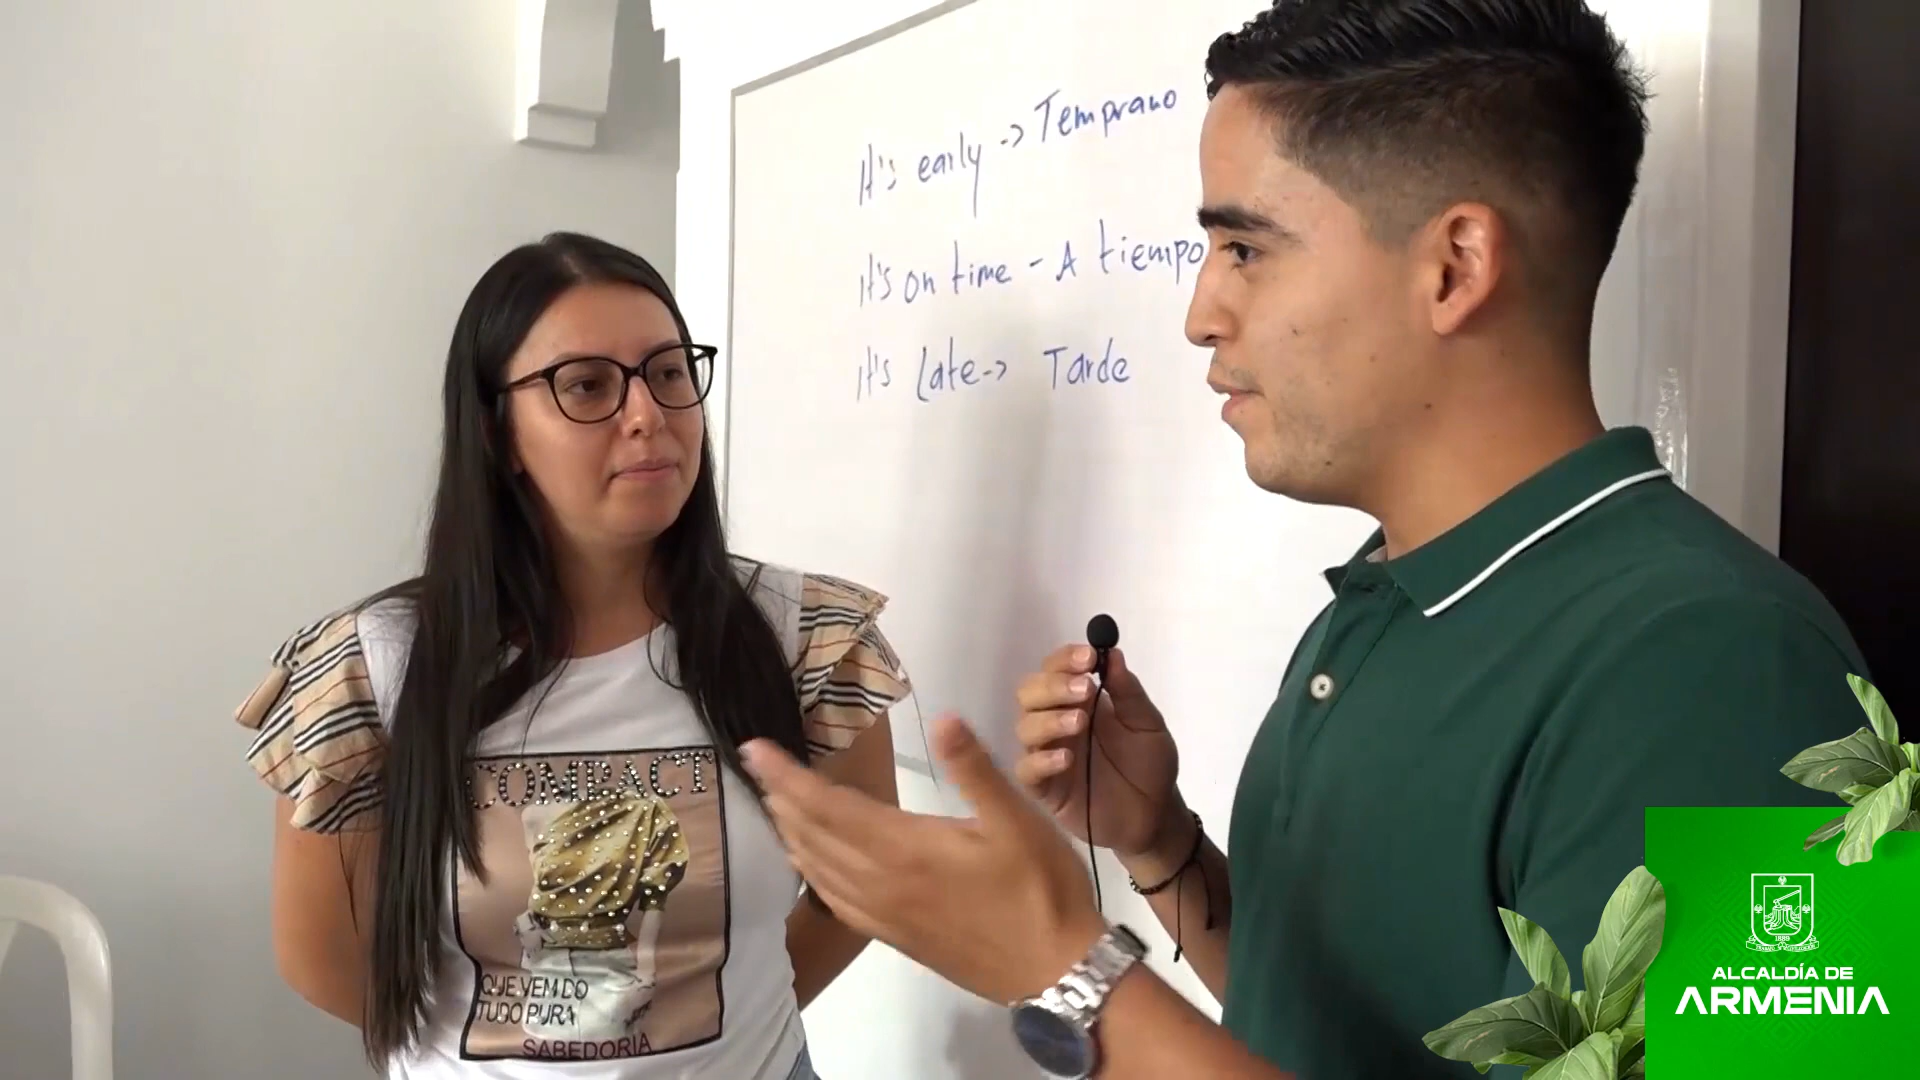 It's early -> Temprano
It's on time - A tiempo
It's late -> Tarde
COMPACT
QUE VEM DO
TUDO PURA
SABEDORIA
1889
ALCALDÍA DE
ARMENIA